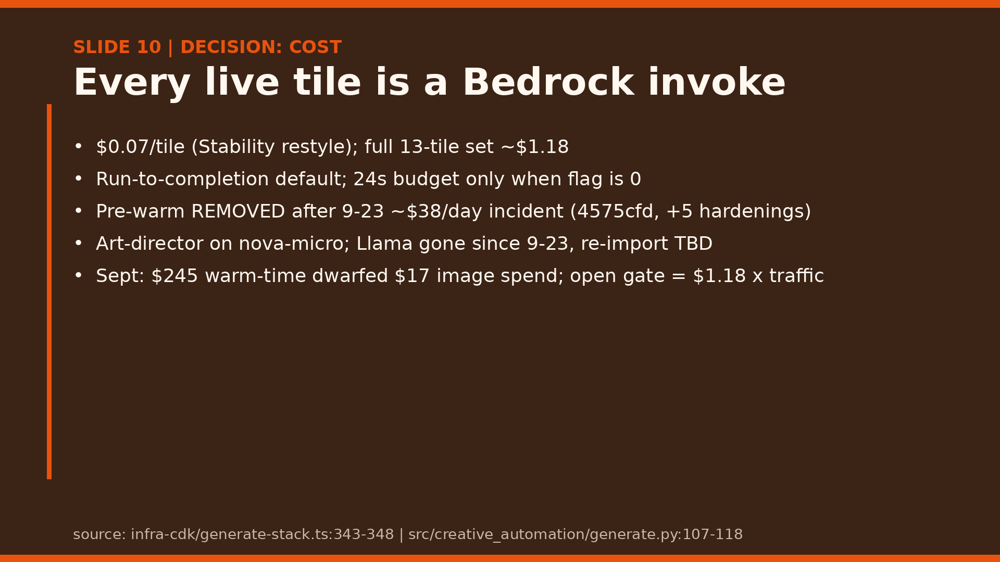 SLIDE 10 | DECISION: COST
Every live tile is a Bedrock invoke
• $0.07/tile (Stability restyle); full 13-tile set ~$1.18
• Run-to-completion default; 24s budget only when flag is 0
• Pre-warm REMOVED after 9-23 ~$38/day incident (4575cfd, +5 hardenings)
• Art-director on nova-micro; Llama gone since 9-23, re-import TBD
• Sept: $245 warm-time dwarfed $17 image spend; open gate = $1.18 x traffic
source: infra-cdk/generate-stack.ts:343-348 | src/creative_automation/generate.py:107-118